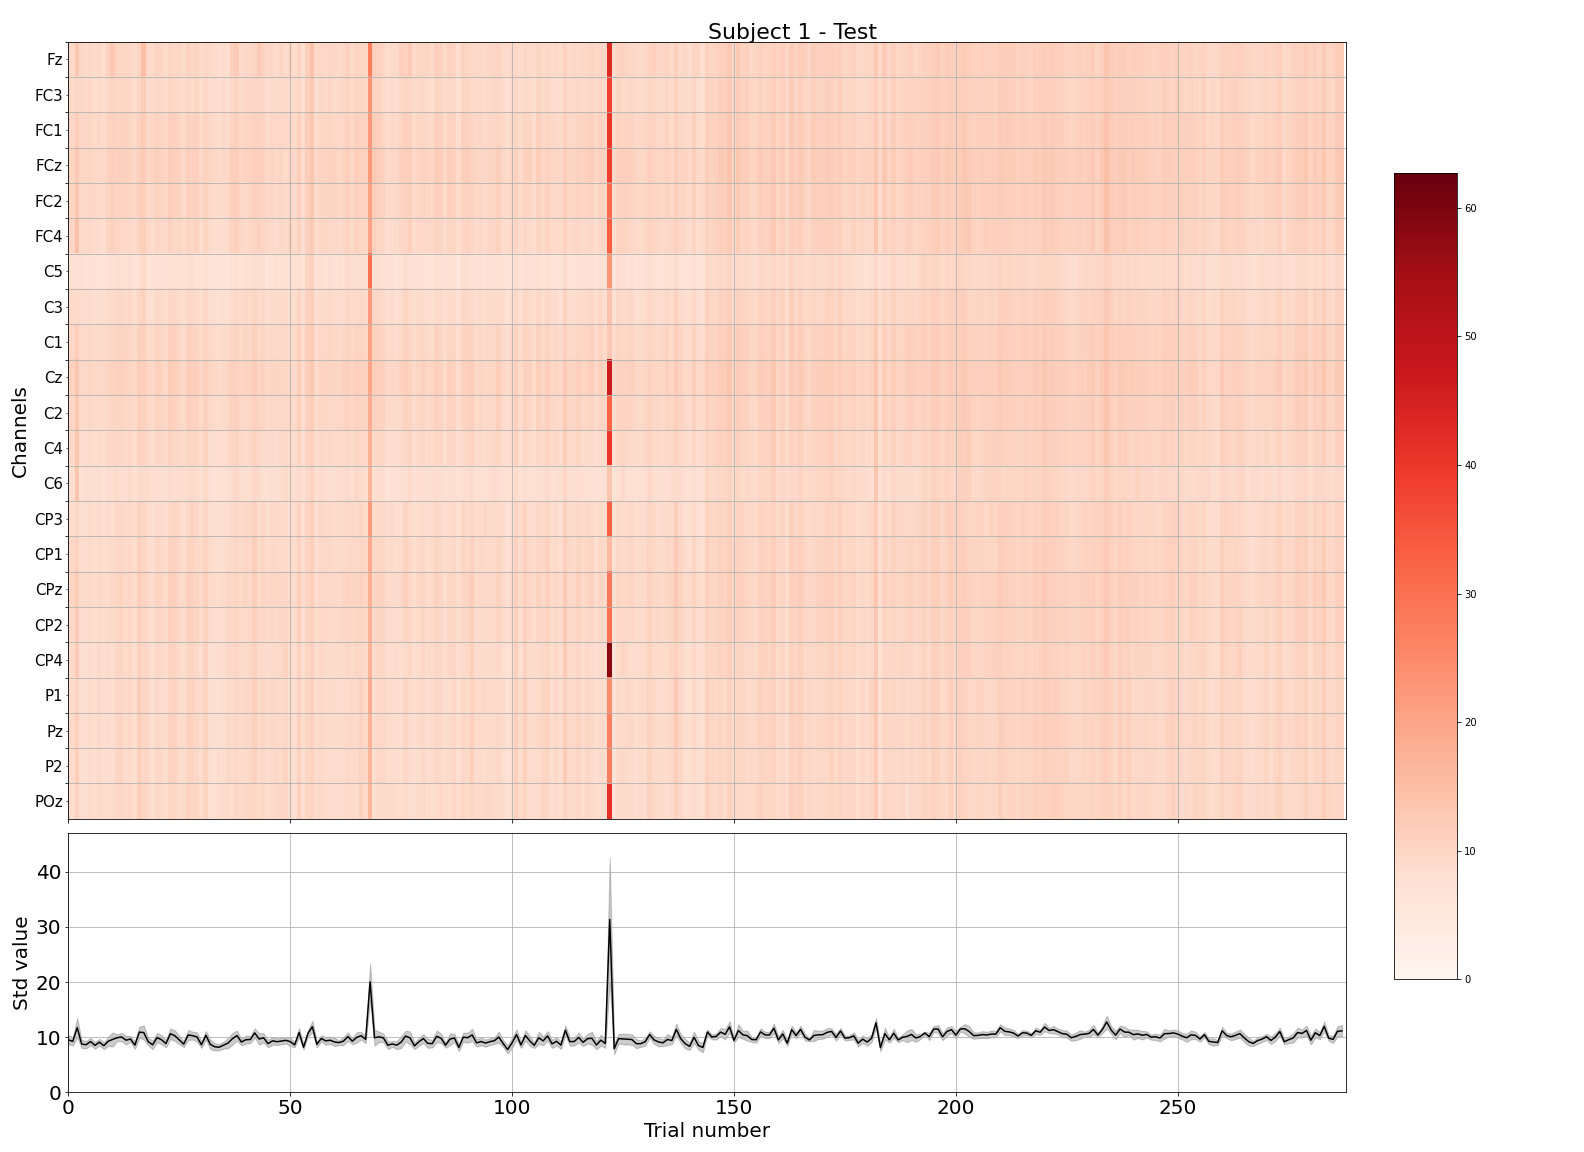 Subject 1 - Test
Channels
Fz
FC3
FC1
FCz
FC2
FC4
C5
C3
C1
Cz
C2
C4
C6
CP3
CP1
CPz
CP2
CP4
P1
Pz
P2
POz
60
50
40
30
20
10
0
Std value
40
30
20
10
0
0 50 100 150 200 250
Trial number